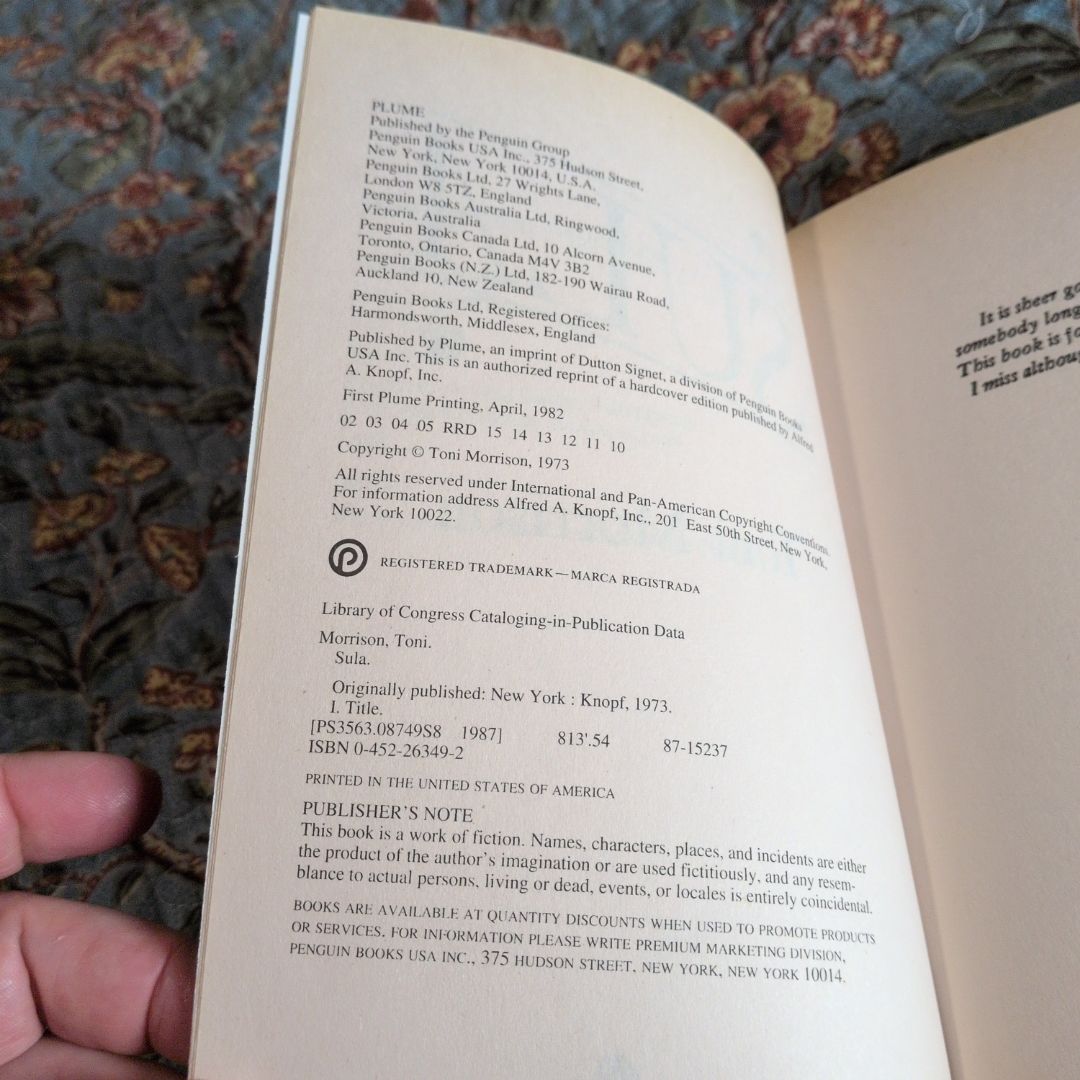 PLUME
Published by the Penguin Group
Penguin Books USA Inc., 375 Hudson Street,
New York, New York 10014, U.S.A.
Penguin Books Ltd, 27 Wrights Lane,
London W8 5TZ, England
Penguin Books Australia Ltd, Ringwood,
Victoria, Australia
Penguin Books Canada Ltd, 10 Alcorn Avenue,
Toronto, Ontario, Canada M4V 3B2
Penguin Books (N.Z.) Ltd, 182-190 Wairau Road,
Auckland 10, New Zealand
Penguin Books Ltd, Registered Offices:
Harmondsworth, Middlesex, England
Published by Plume, an imprint of Dutton Signet, a division of Penguin Books
USA Inc. This is an authorized reprint of a hardcover edition published by Alfred
A. Knopf, Inc.
First Plume Printing, April, 1982
02 03 04 05 RRD 15 14 13 12 11 10
Copyright © Toni Morrison, 1973
All rights reserved under International and Pan-American Copyright Conventions.
For information address Alfred A. Knopf, Inc., 201 East 50th Street, New York,
New York 10022.
REGISTERED TRADEMARK—MARCA REGISTRADA
Library of Congress Cataloging-in-Publication Data
Morrison, Toni.
Sula.
Originally published: New York : Knopf, 1973.
I. Title.
[PS3563.08749S8 1987] 813'.54 87-15237
ISBN 0-452-26349-2
PRINTED IN THE UNITED STATES OF AMERICA
PUBLISHER'S NOTE
This book is a work of fiction. Names, characters, places, and incidents are either
the product of the author's imagination or are used fictitiously, and any resem-
blance to actual persons, living or dead, events, or locales is entirely coincidental.
BOOKS ARE AVAILABLE AT QUANTITY DISCOUNTS WHEN USED TO PROMOTE PRODUCTS
OR SERVICES. FOR INFORMATION PLEASE WRITE PREMIUM MARKETING DIVISION,
PENGUIN BOOKS USA INC., 375 HUDSON STREET, NEW YORK, NEW YORK 10014.
It is sheer
somebody long
This book is
I miss